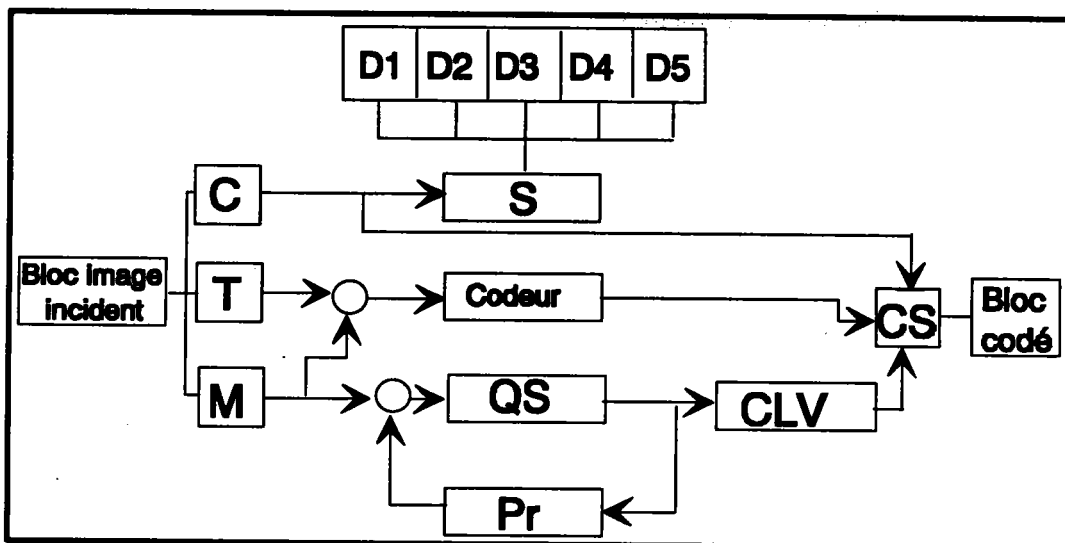 D1 D2 D3 D4 D5
C
S
Bloc image
incident
T
Codeur
CS
Bloc
codé
M
QS
CLV
Pr